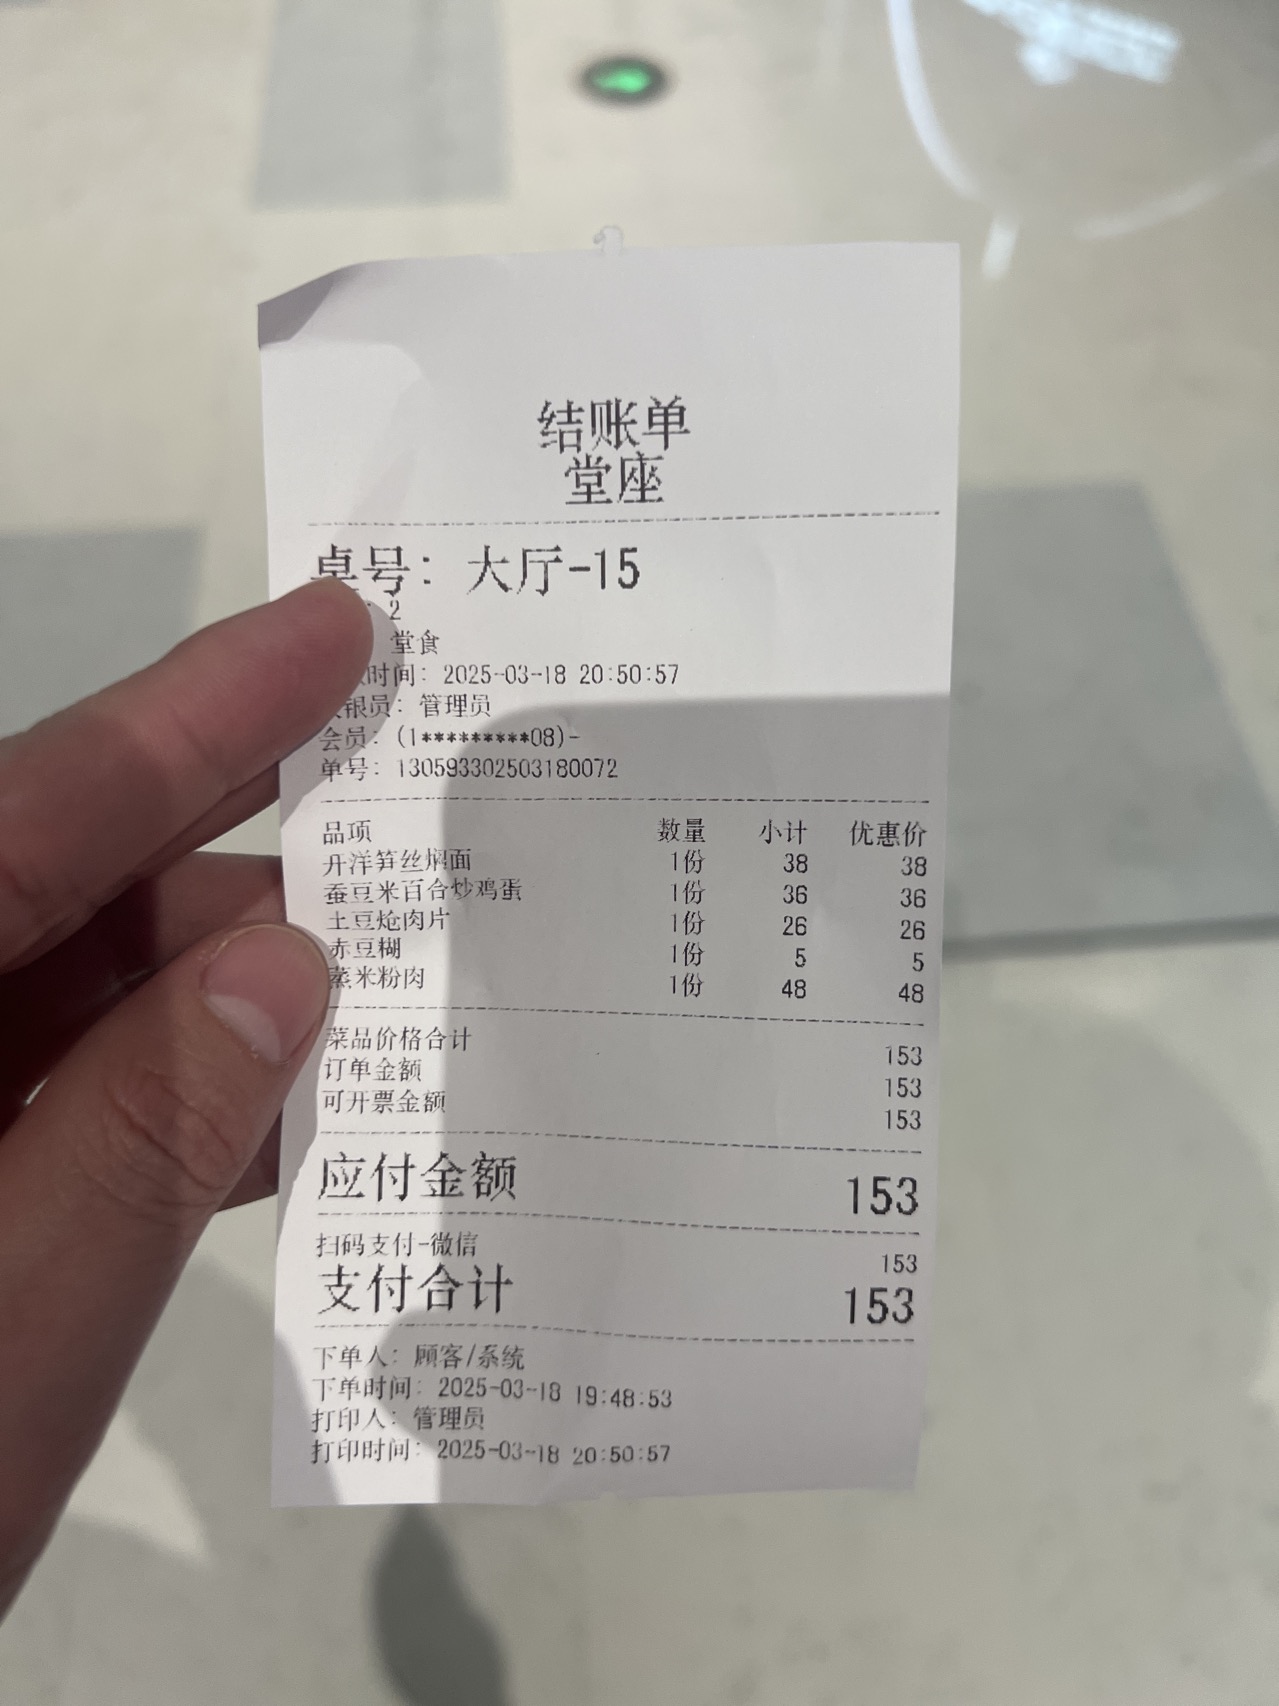 结账单
堂座
桌号: 大厅-15
: 2
堂食
时间: 2025-03-18 20:50:57
银员: 管理员
会员: (1*********08)-
单号: 130593302503180072
品项 数量 小计 优惠价
开洋笋丝焖面 1份 38 38
蚕豆米百合炒鸡蛋 1份 36 36
土豆炝肉片 1份 26 26
赤豆糊 1份 5 5
蒸米粉肉 1份 48 48
菜品价格合计 153
订单金额 153
可开票金额 153
应付金额 153
扫码支付-微信 153
支付合计 153
下单人: 顾客/系统
下单时间: 2025-03-18 19:48:53
打印人: 管理员
打印时间: 2025-03-18 20:50:57